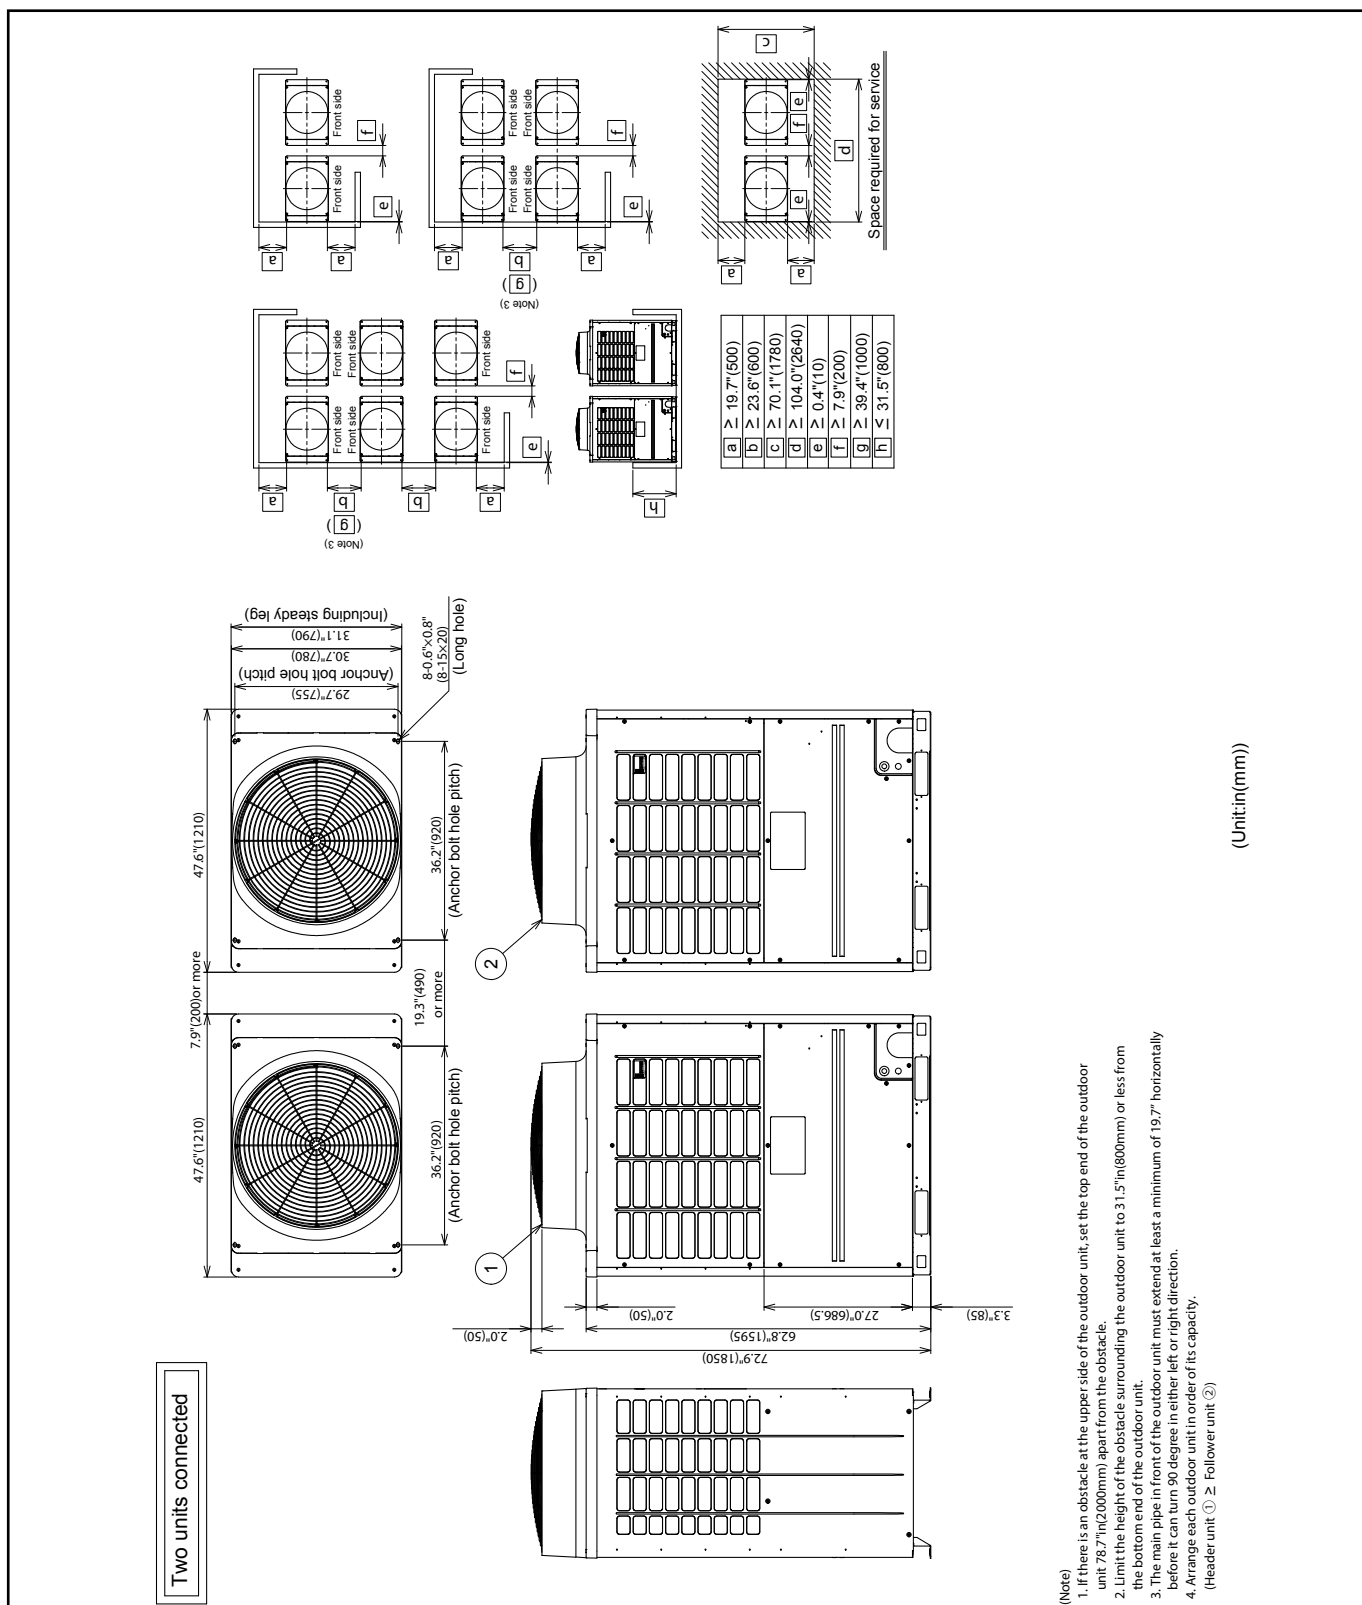 Two units connected
47.6"(1210)
7.9"(200)or more
47.6"(1210)
31.1"(790)
(Including steady leg)
30.7"(780)
29.7"(755)
(Anchor bolt hole pitch)
8-0.6"×0.8"
(8-15×20)
(Long hole)
36.2"(920)
(Anchor bolt hole pitch)
19.3"(490)
or more
36.2"(920)
(Anchor bolt hole pitch)
1
2
2.0"(50)
2.0"(50)
27.0"(686.5)
3.3"(85)
62.8"(1595)
72.9"(1850)
a
b
(g)
(Note 3)
b
a
e
f
Front side
Front side
Front side
Front side
Front side
Front side
h
a
a
e
f
Front side
Front side
a
b
(g)
(Note 3)
a
e
f
Front side
Front side
Front side
Front side
a
a
c
d
e
f
e
Space required for service
a ≥ 19.7"(500)
b ≥ 23.6"(600)
c ≥ 70.1"(1780)
d ≥ 104.0"(2640)
e ≥ 0.4"(10)
f ≥ 7.9"(200)
g ≥ 39.4"(1000)
h ≤ 31.5"(800)
(Note)
1. If there is an obstacle at the upper side of the outdoor unit, set the top end of the outdoor
unit 78.7"in(2000mm) apart from the obstacle.
2. Limit the height of the obstacle surrounding the outdoor unit to 31.5"in(800mm) or less from
the bottom end of the outdoor unit.
3. The main pipe in front of the outdoor unit must extend at least a minimum of 19.7" horizontally
before it can turn 90 degree in either left or right direction.
4. Arrange each outdoor unit in order of its capacity.
(Header unit ① ≥ Follower unit ②)
(Unit:in(mm))